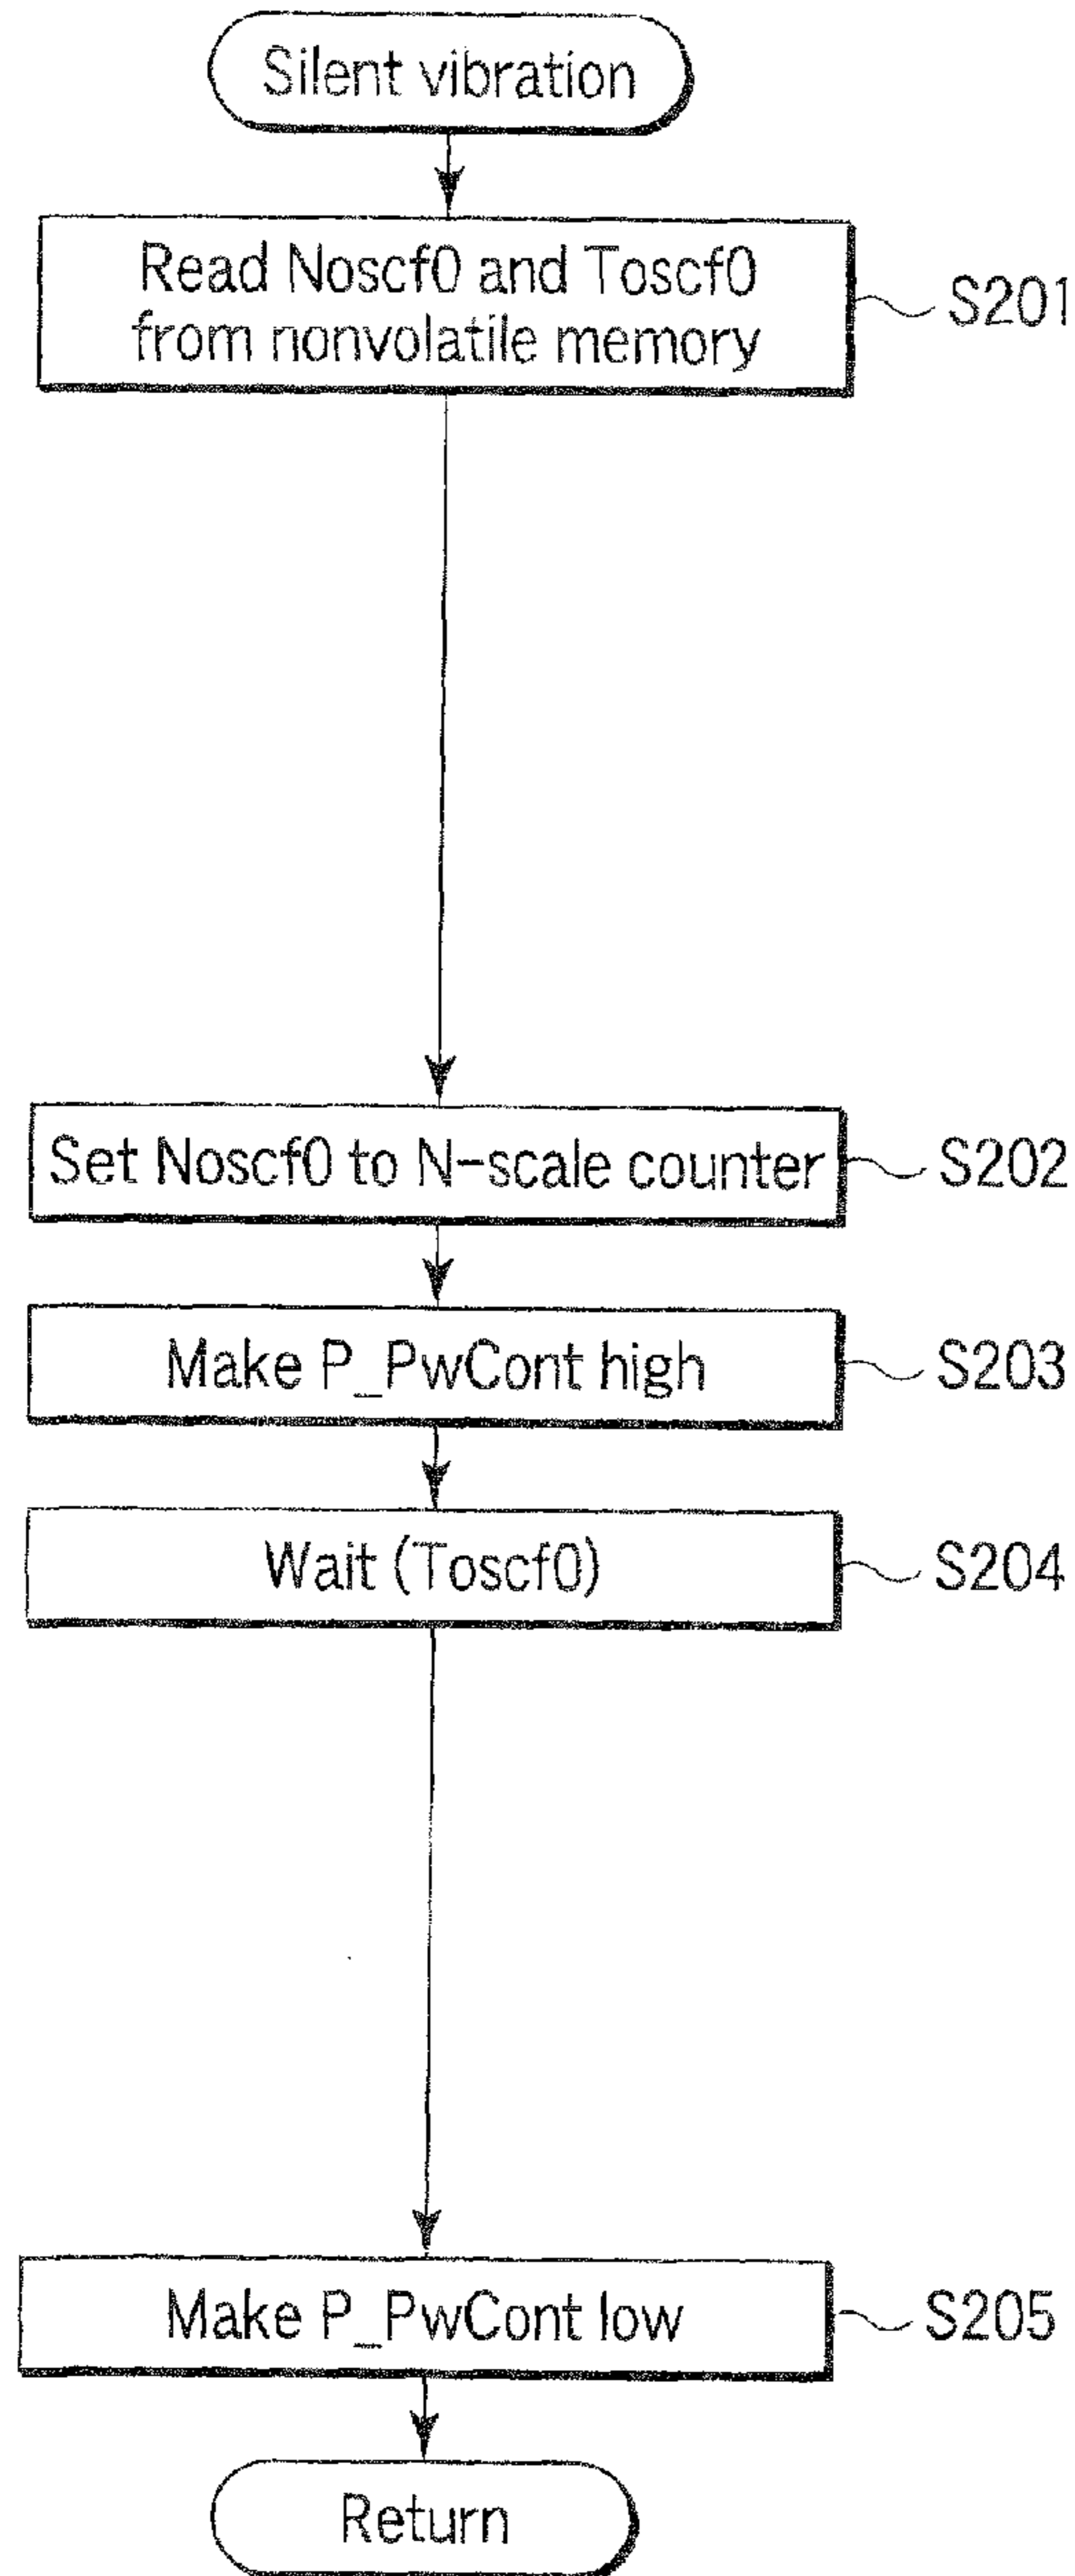 Silent vibration
Read Noscf0 and Toscf0
from nonvolatile memory
S201
Set Noscf0 to N-scale counter
S202
Make P_PwCont high
S203
Wait (Toscf0)
S204
Make P_PwCont low
S205
Return